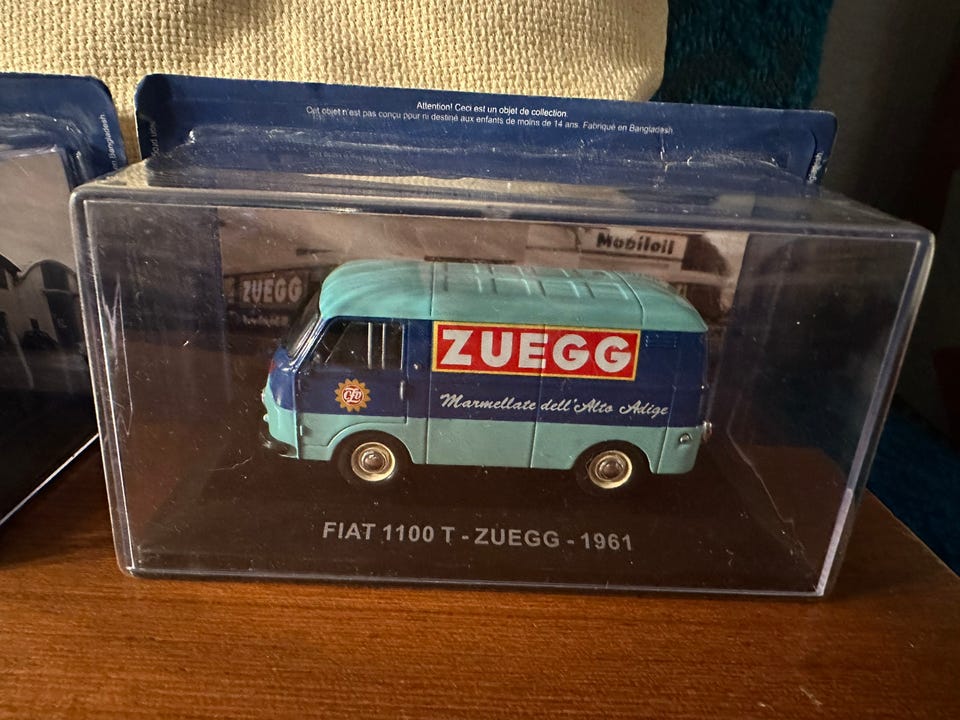 Attention! Ceci est un objet de collection.
Cet objet n'est pas conçu pour ni destiné aux enfants de moins de 14 ans. Fabriqué en Bangladesh
Mobiloil
ZUEGG
ZUEGG
Marmellate dell'Alto Adige
FIAT 1100 T - ZUEGG - 1961